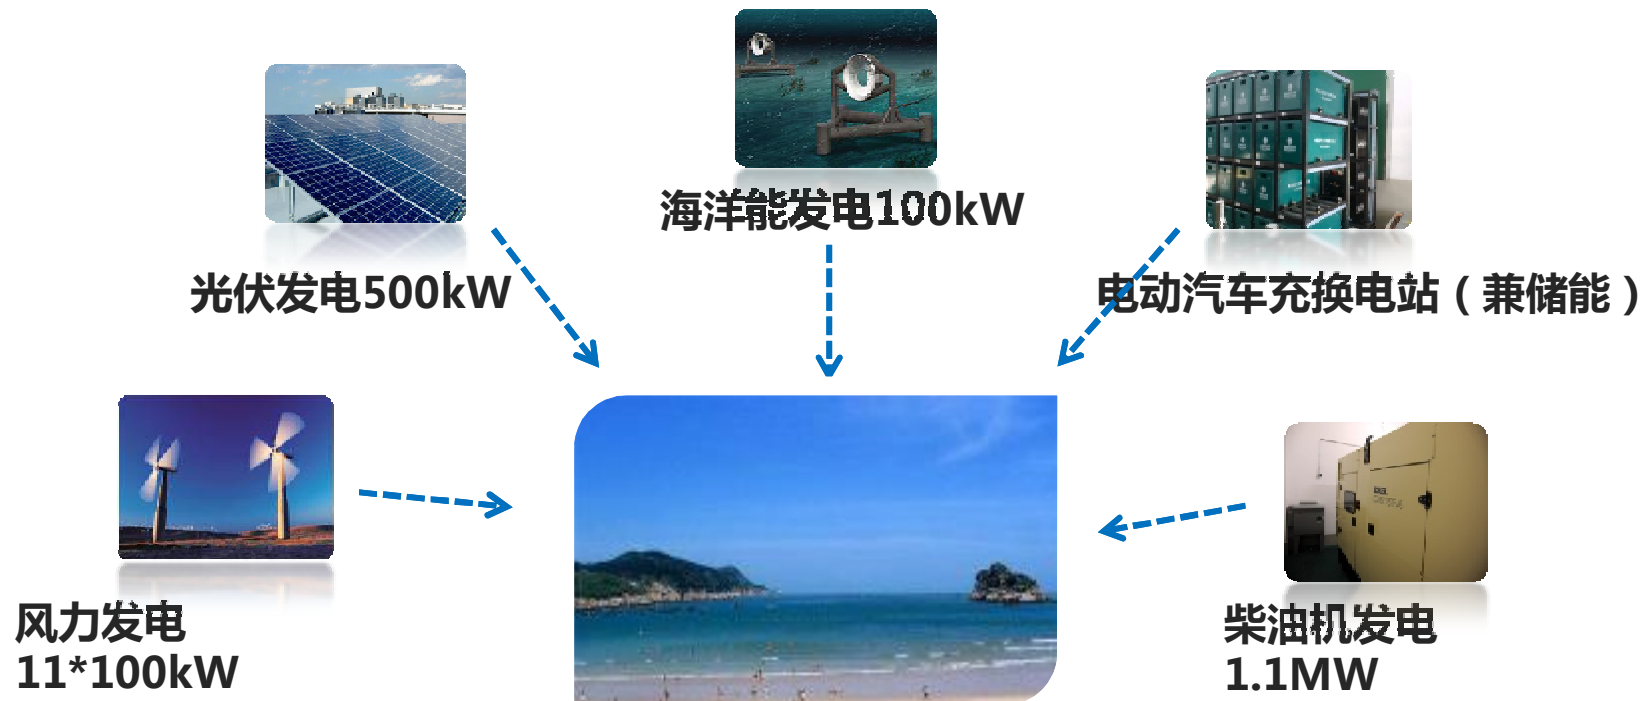 海洋能发电100kW
光伏发电500kW
电动汽车充换电站（兼储能）
风力发电
11*100kW
柴油机发电
1.1MW